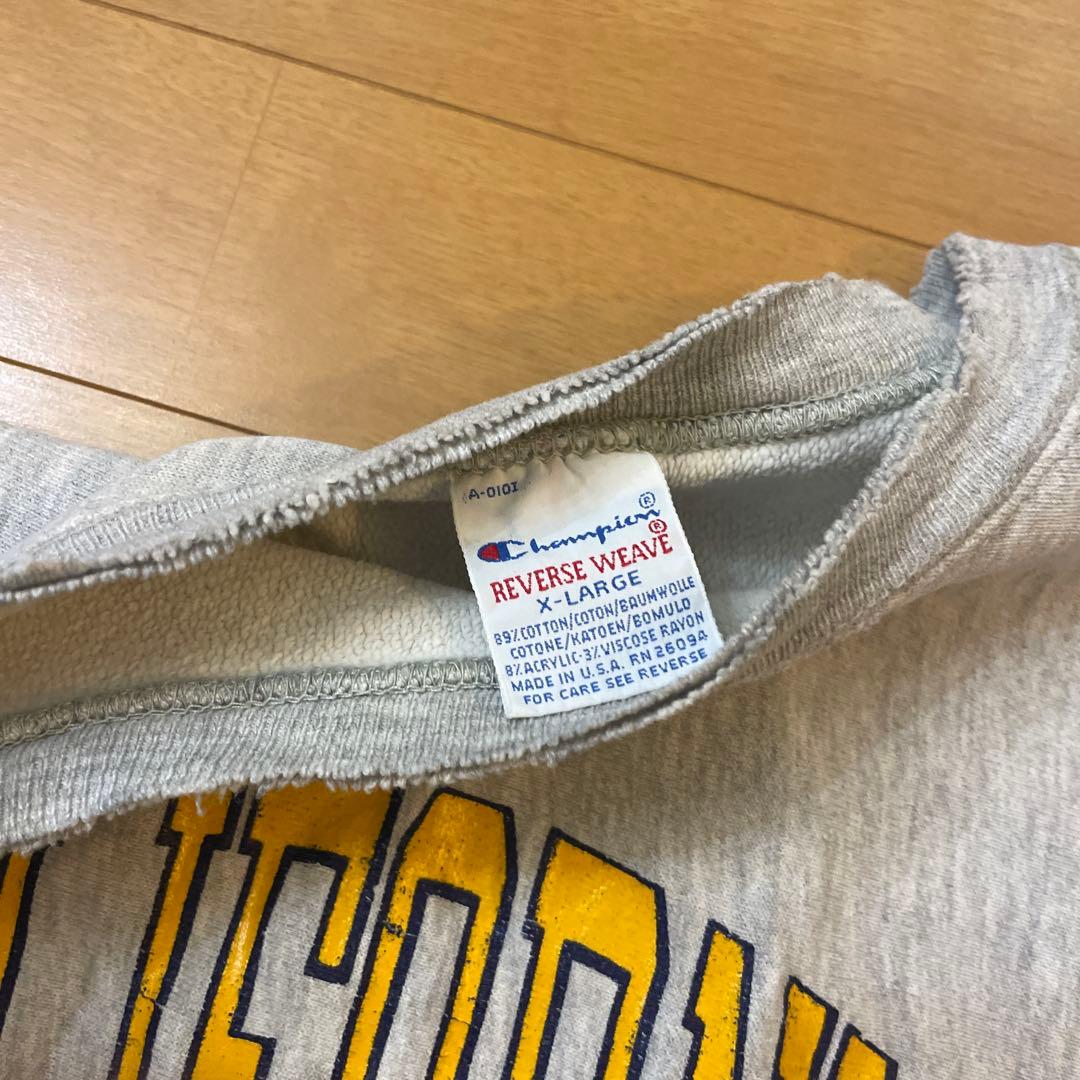 A-0101
Champion®
REVERSE WEAVE®
X-LARGE
89% COTTON/COTON/BAUMWOLLE
COTONE/KATOEN/BOMULD
8% ACRYLIC-3% VISCOSE RAYON
MADE IN U.S.A. RN 26094
FOR CARE SEE REVERSE
LIFORNI